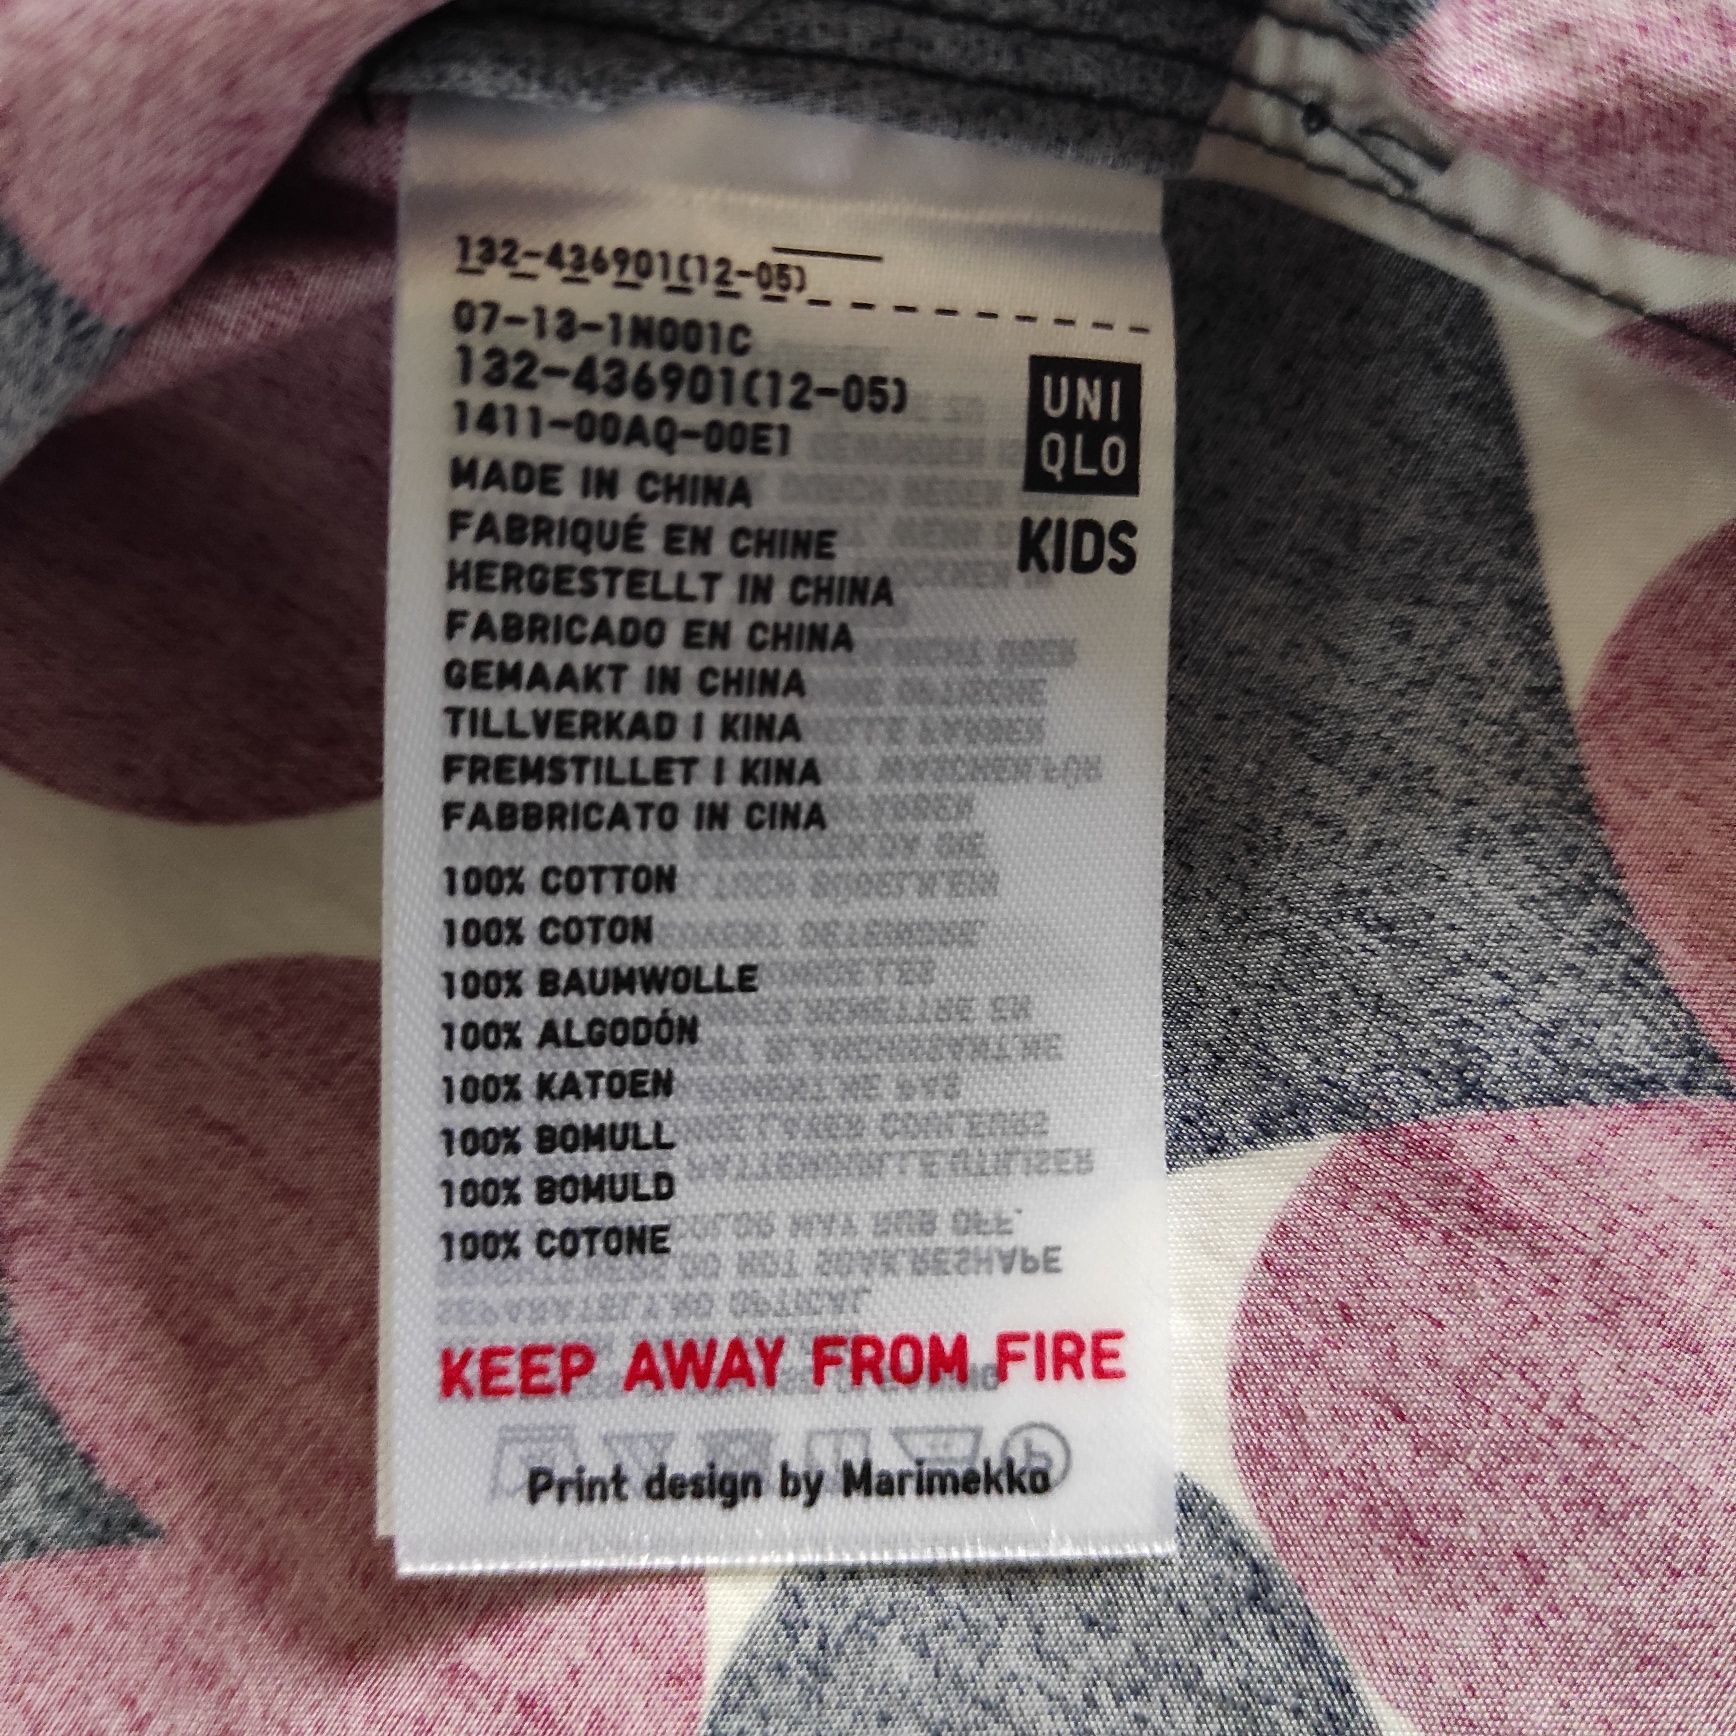 132-436901(12-05)
07-13-1N001C
132-436901(12-05)
1411-00AQ-00E1
UNI
QLO
KIDS
MADE IN CHINA
FABRIQUÉ EN CHINE
HERGESTELLT IN CHINA
FABRICADO EN CHINA
GEMAAKT IN CHINA
TILLVERKAD I KINA
FREMSTILLET I KINA
FABBRICATO IN CINA
100% COTTON
100% COTON
100% BAUMWOLLE
100% ALGODÓN
100% KATOEN
100% BOMULL
100% BOMULD
100% COTONE
KEEP AWAY FROM FIRE
Print design by Marimekko